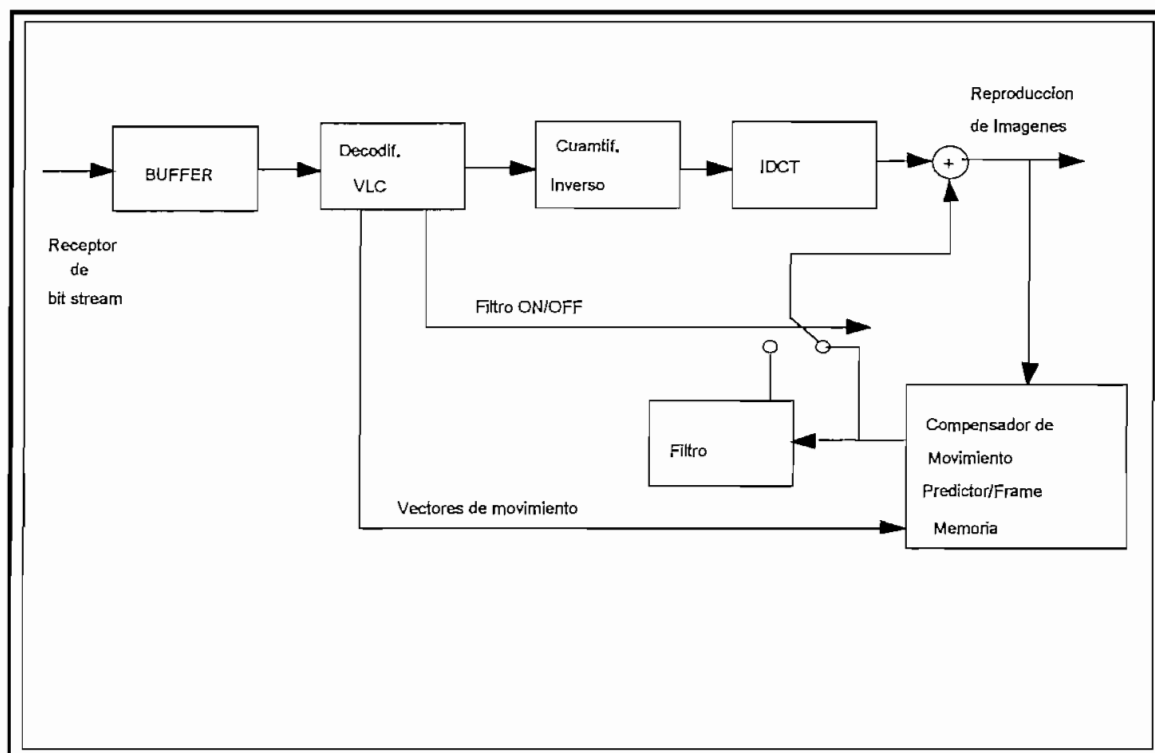 Reproduccion
de Imagenes
BUFFER
Decodif.
VLC
Cuamtif.
Inverso
IDCT
+
Receptor
de
bit stream
Filtro ON/OFF
Filtro
Compensador de
Movimiento
Predictor/Frame
Memoria
Vectores de movimiento